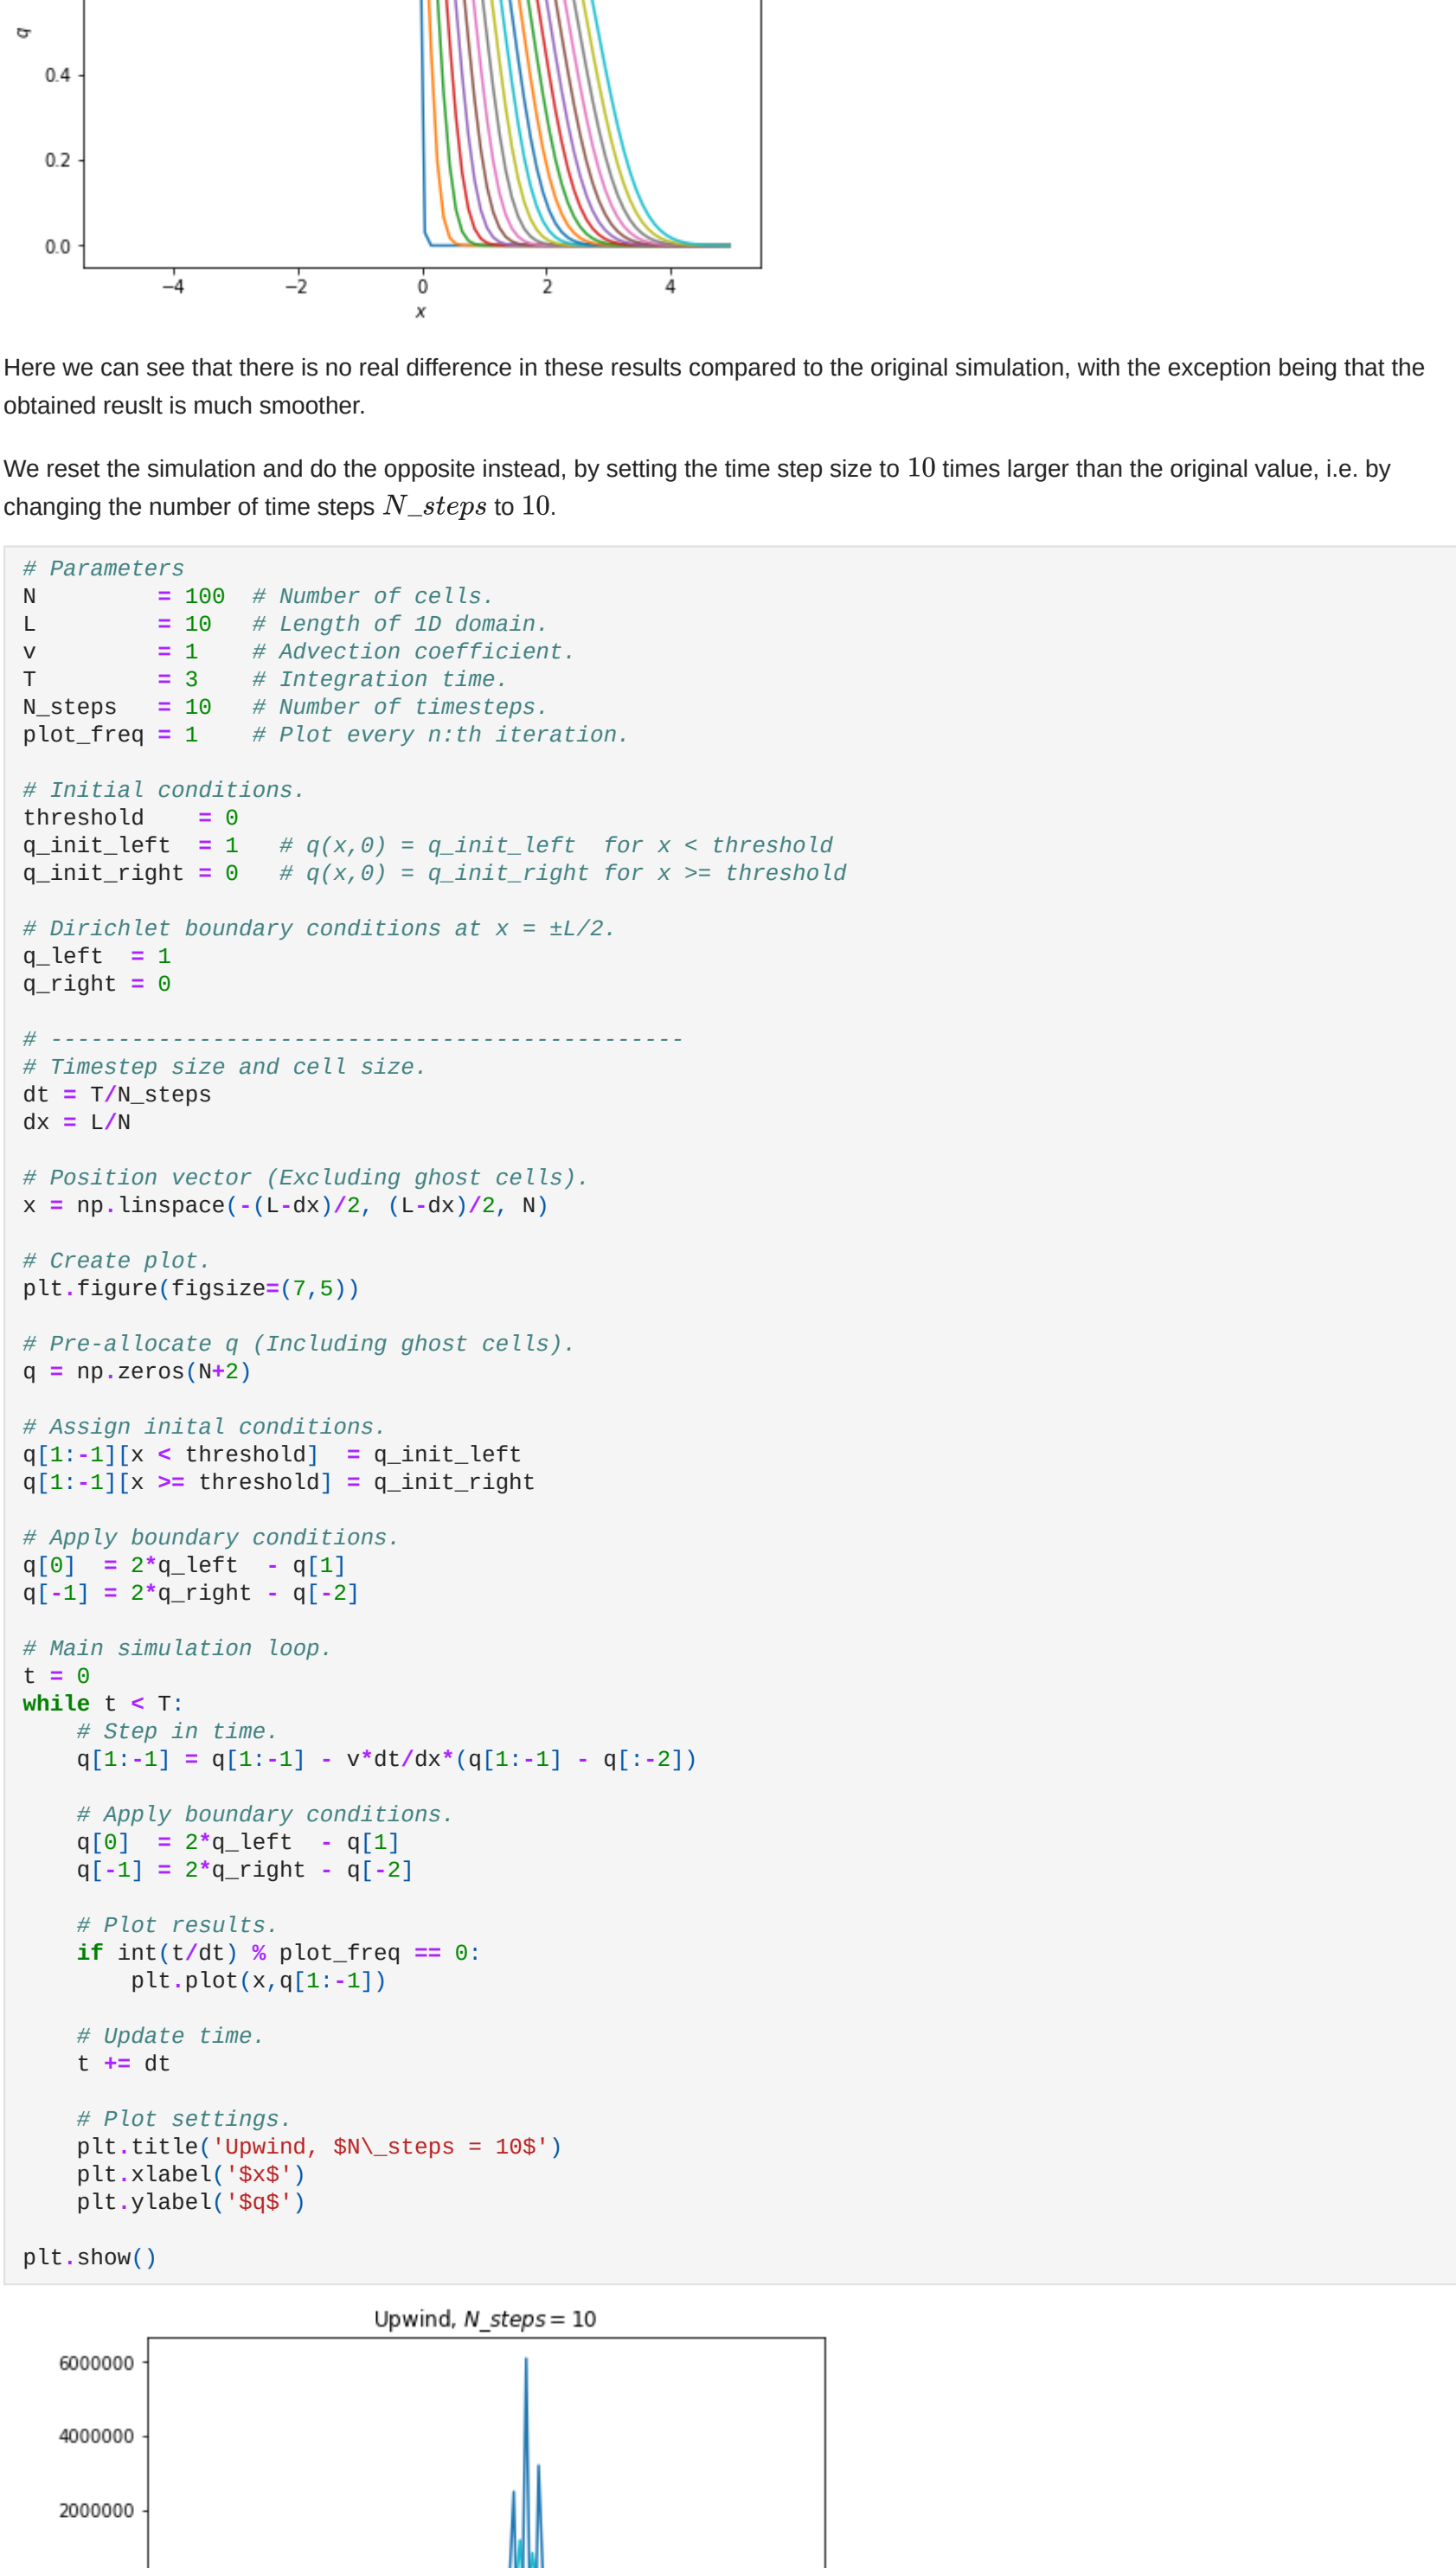 q
0.4
0.2
0.0
−4 −2 0 2 4
x
Here we can see that there is no real difference in these results compared to the original simulation, with the exception being that the
obtained reuslt is much smoother.
We reset the simulation and do the opposite instead, by setting the time step size to 10 times larger than the original value, i.e. by
changing the number of time steps N_steps to 10.
# Parameters
N         = 100  # Number of cells.
L         = 10   # Length of 1D domain.
v         = 1    # Advection coefficient.
T         = 3    # Integration time.
N_steps   = 10   # Number of timesteps.
plot_freq = 1    # Plot every n:th iteration.
# Initial conditions.
threshold    = 0
q_init_left  = 1   # q(x,0) = q_init_left  for x < threshold
q_init_right = 0   # q(x,0) = q_init_right for x >= threshold
# Dirichlet boundary conditions at x = ±L/2.
q_left  = 1
q_right = 0
# -----------------------------------------------
# Timestep size and cell size.
dt = T/N_steps
dx = L/N
# Position vector (Excluding ghost cells).
x = np.linspace(-(L-dx)/2, (L-dx)/2, N)
# Create plot.
plt.figure(figsize=(7,5))
# Pre-allocate q (Including ghost cells).
q = np.zeros(N+2)
# Assign inital conditions.
q[1:-1][x < threshold]  = q_init_left
q[1:-1][x >= threshold] = q_init_right
# Apply boundary conditions.
q[0]  = 2*q_left  - q[1]
q[-1] = 2*q_right - q[-2]
# Main simulation loop.
t = 0
while t < T:
    # Step in time.
    q[1:-1] = q[1:-1] - v*dt/dx*(q[1:-1] - q[:-2])
    # Apply boundary conditions.
    q[0]  = 2*q_left  - q[1]
    q[-1] = 2*q_right - q[-2]
    # Plot results.
    if int(t/dt) % plot_freq == 0:
        plt.plot(x,q[1:-1])
    # Update time.
    t += dt
    # Plot settings.
    plt.title('Upwind, $N\_steps = 10$')
    plt.xlabel('$x$')
    plt.ylabel('$q$')
plt.show()
Upwind, N_steps = 10
6000000
4000000
2000000